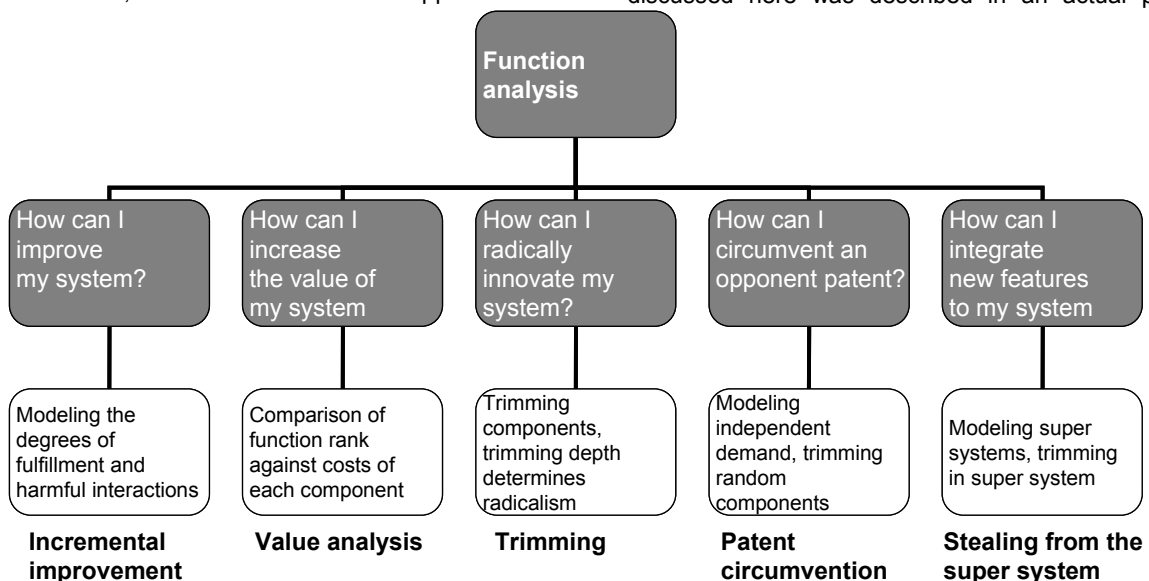 discussed here was described in an actual p
Function
analysis
How can I
improve
my system?
How can I
increase
the value of
my system
How can I
radically
innovate my
system?
How can I
circumvent an
opponent patent?
How can I
integrate
new features
to my system
Modeling the
degrees of
fulfillment and
harmful interactions
Comparison of
function rank
against costs of
each component
Trimming
components,
trimming depth
determines
radicalism
Modeling
independent
demand, trimming
random
components
Modeling super
systems, trimming
in super system
Incremental
improvement
Value analysis
Trimming
Patent
circumvention
Stealing from the
super system